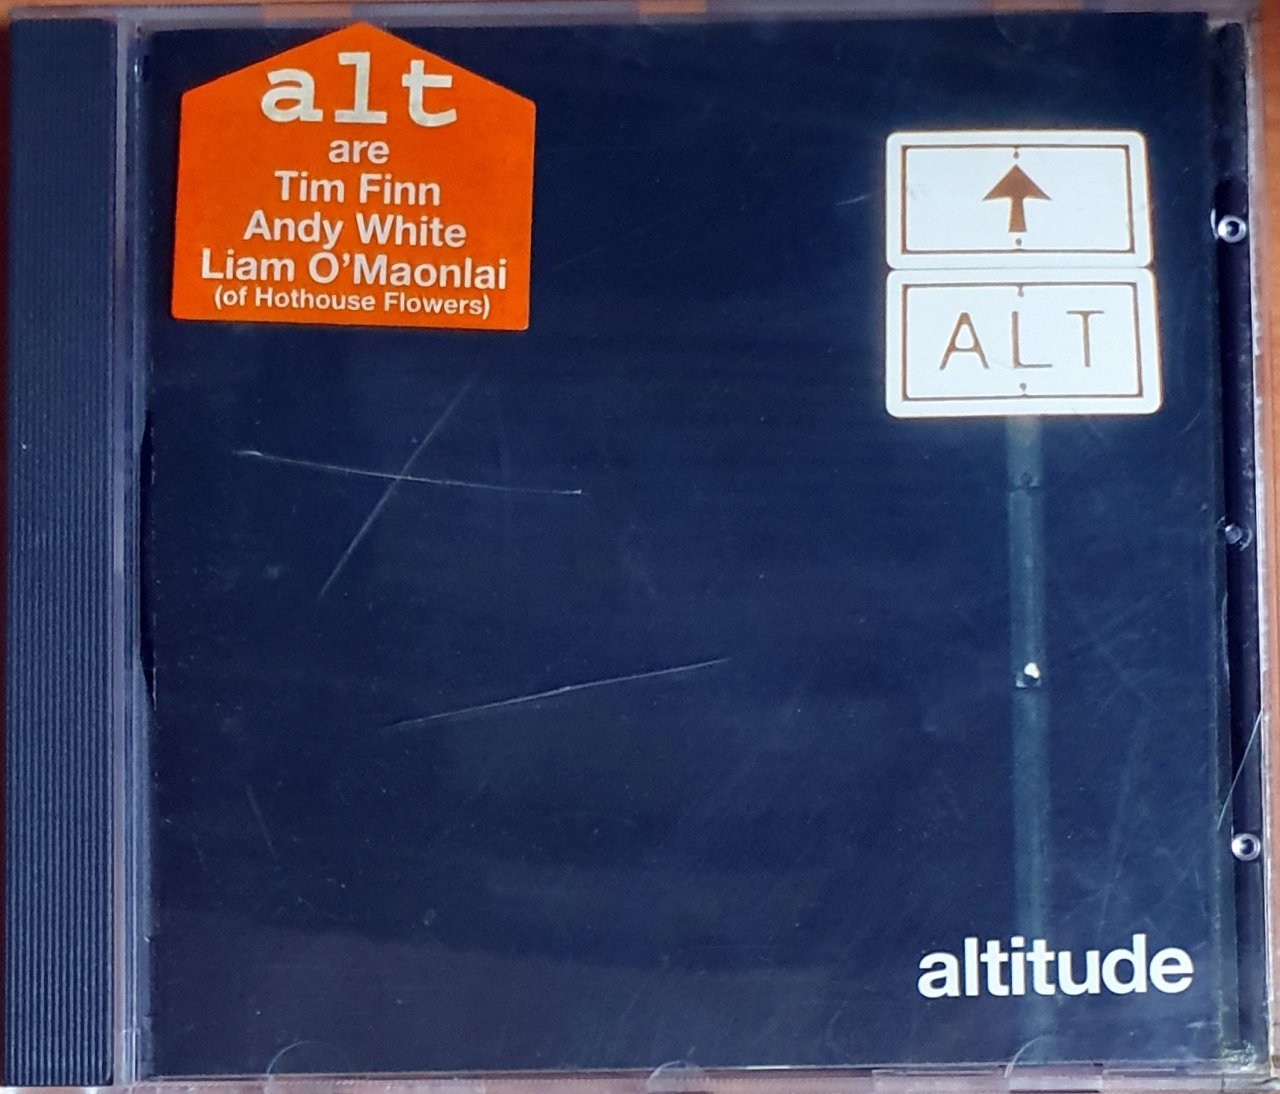 alt
are
Tim Finn
Andy White
Liam O'Maonlai
(of Hothouse Flowers)
ALT
altitude